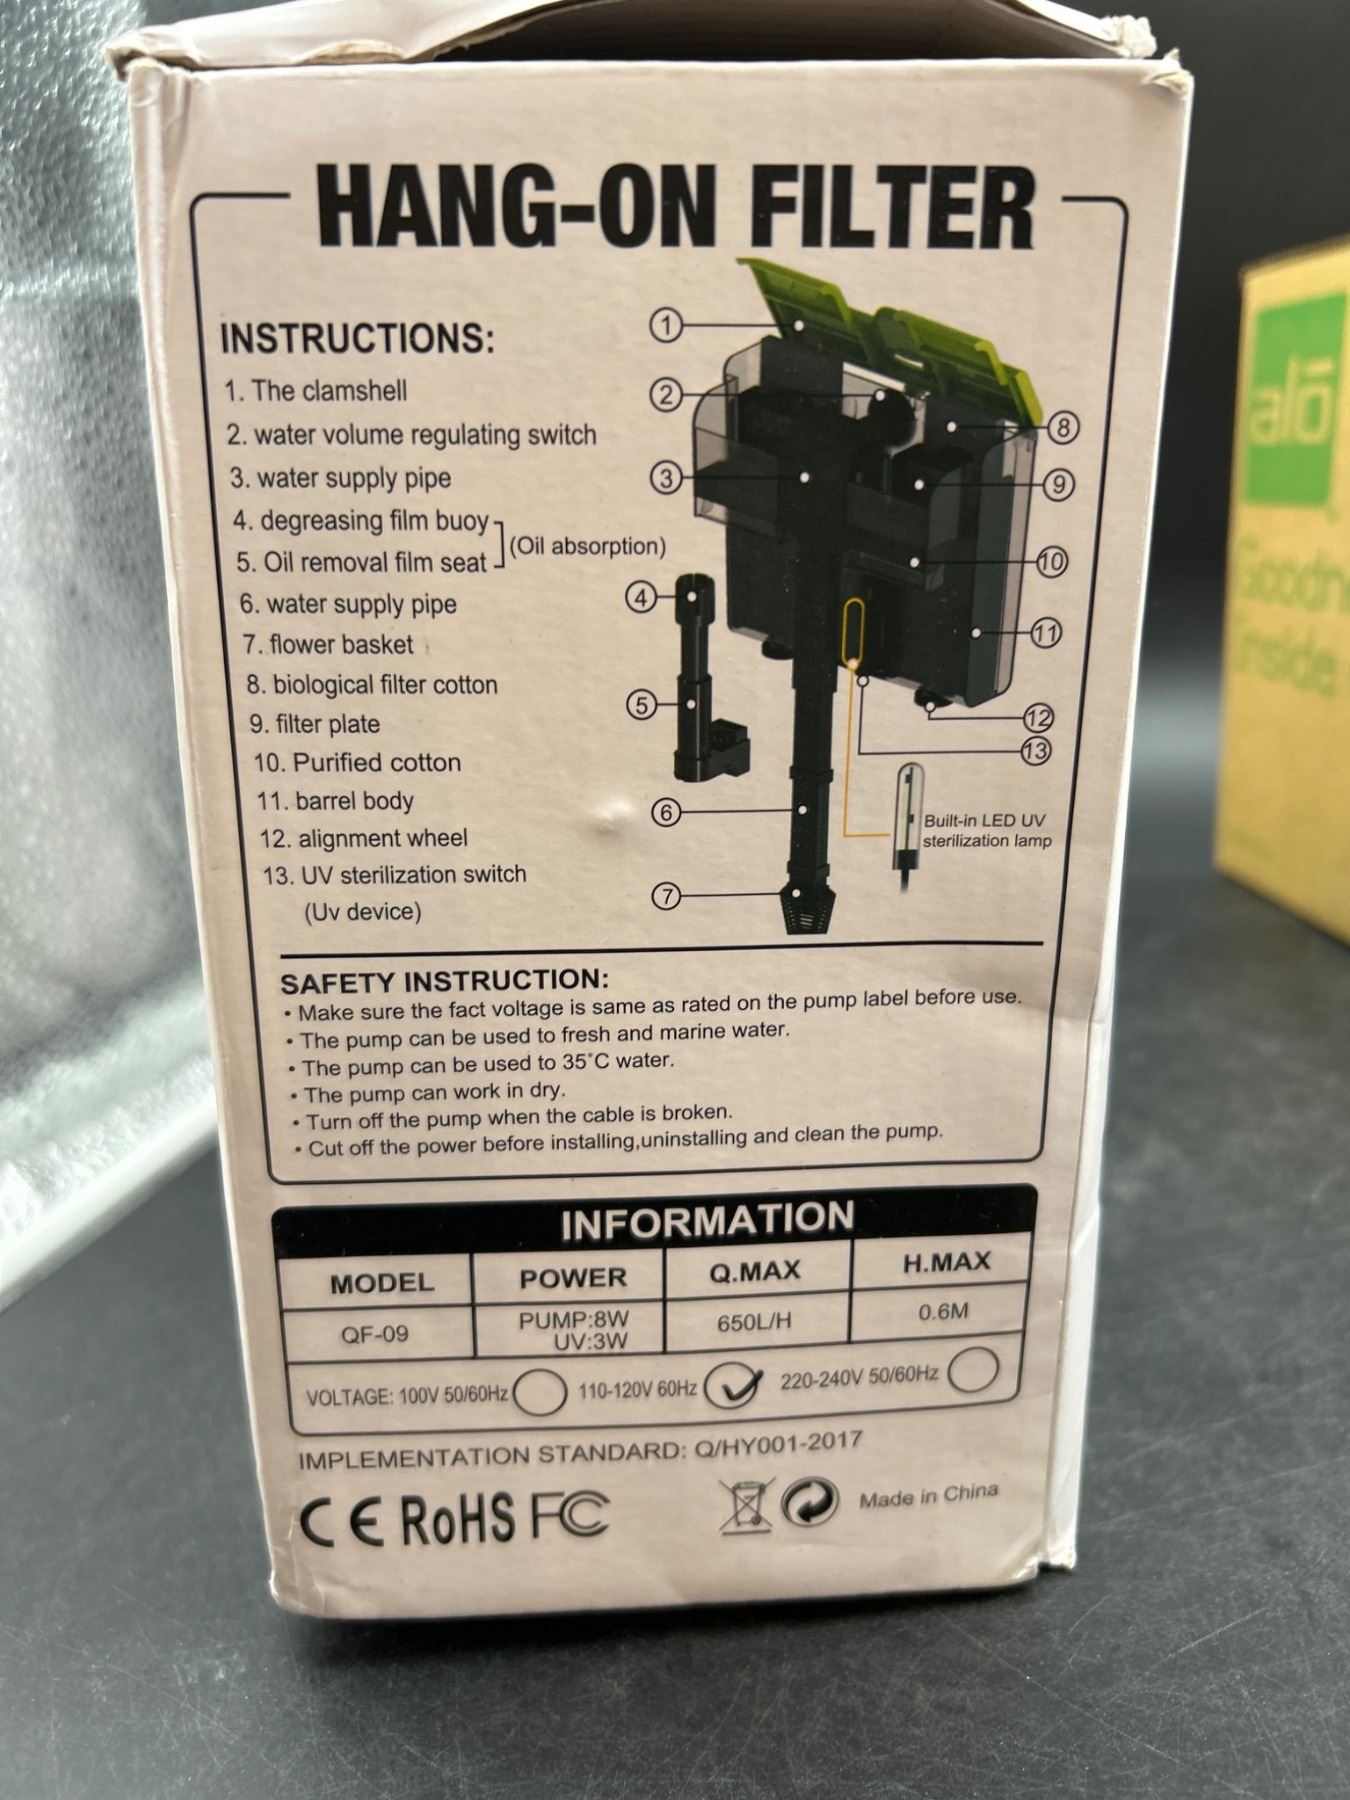 HANG-ON FILTER
INSTRUCTIONS:
1. The clamshell
2. water volume regulating switch
3. water supply pipe
4. degreasing film buoy
5. Oil removal film seat
(Oil absorption)
6. water supply pipe
7. flower basket
8. biological filter cotton
9. filter plate
10. Purified cotton
11. barrel body
12. alignment wheel
13. UV sterilization switch
(Uv device)
1
2
3
4
5
6
7
8
9
10
11
12
13
Built-in LED UV
sterilization lamp
SAFETY INSTRUCTION:
• Make sure the fact voltage is same as rated on the pump label before use.
• The pump can be used to fresh and marine water.
• The pump can be used to 35°C water.
• The pump can work in dry.
• Turn off the pump when the cable is broken.
• Cut off the power before installing,uninstalling and clean the pump.
INFORMATION
MODEL POWER Q.MAX H.MAX
QF-09 PUMP:8W 650L/H 0.6M
UV:3W
VOLTAGE: 100V 50/60Hz 110-120V 60Hz 220-240V 50/60Hz
IMPLEMENTATION STANDARD: Q/HY001-2017
CE RoHS FC Made in China
alō
inside